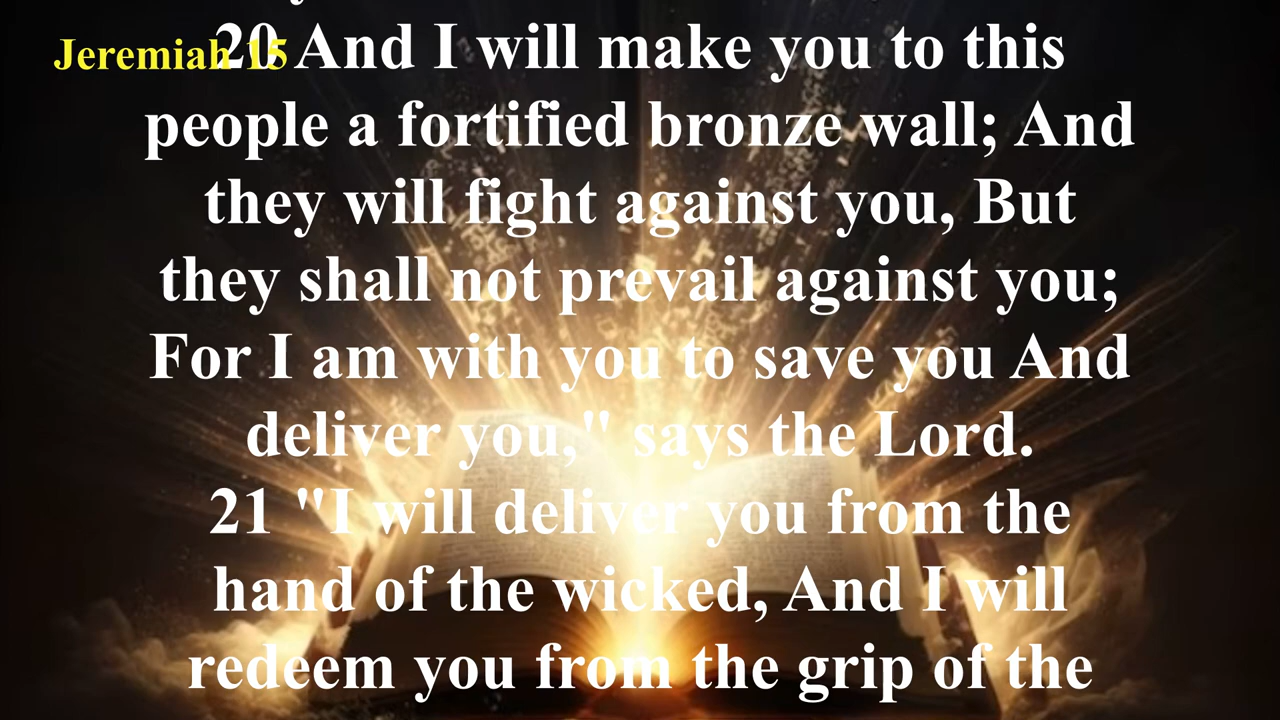 Jeremiah 15
20 And I will make you to this
people a fortified bronze wall; And
they will fight against you, But
they shall not prevail against you;
For I am with you to save you And
deliver you," says the Lord.
21 "I will deliver you from the
hand of the wicked, And I will
redeem you from the grip of the